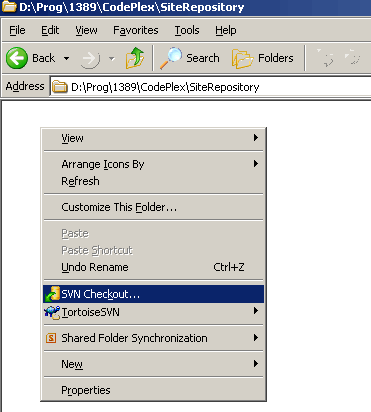 D:\Prog\1389\CodePlex\SiteRepository
File Edit View Favorites Tools Help
Back Search Folders
Address D:\Prog\1389\CodePlex\SiteRepository
View
Arrange Icons By
Refresh
Customize This Folder...
Paste
Paste Shortcut
Undo Rename Ctrl+Z
SVN Checkout...
TortoiseSVN
Shared Folder Synchronization
New
Properties